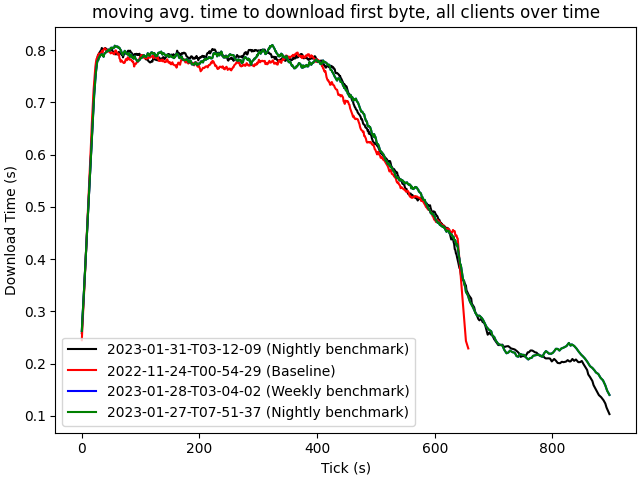 moving avg. time to download first byte, all clients over time
Download Time (s)
0.8
0.7
0.6
0.5
0.4
0.3
0.2
0.1
2023-01-31-T03-12-09 (Nightly benchmark)
2022-11-24-T00-54-29 (Baseline)
2023-01-28-T03-04-02 (Weekly benchmark)
2023-01-27-T07-51-37 (Nightly benchmark)
0 200 400 600 800
Tick (s)